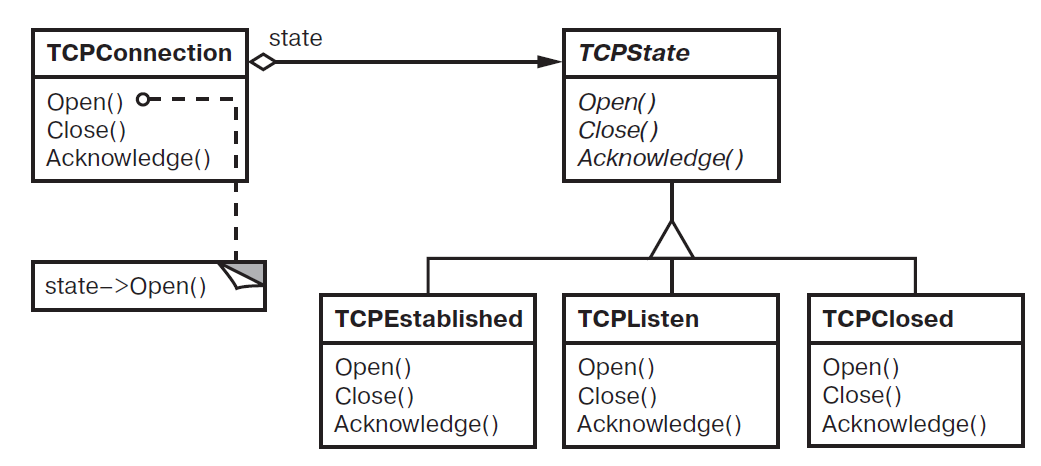 state
TCPConnection
Open()
Close()
Acknowledge()
state->Open()
TCPState
Open()
Close()
Acknowledge()
TCPEstablished
Open()
Close()
Acknowledge()
TCPListen
Open()
Close()
Acknowledge()
TCPClosed
Open()
Close()
Acknowledge()